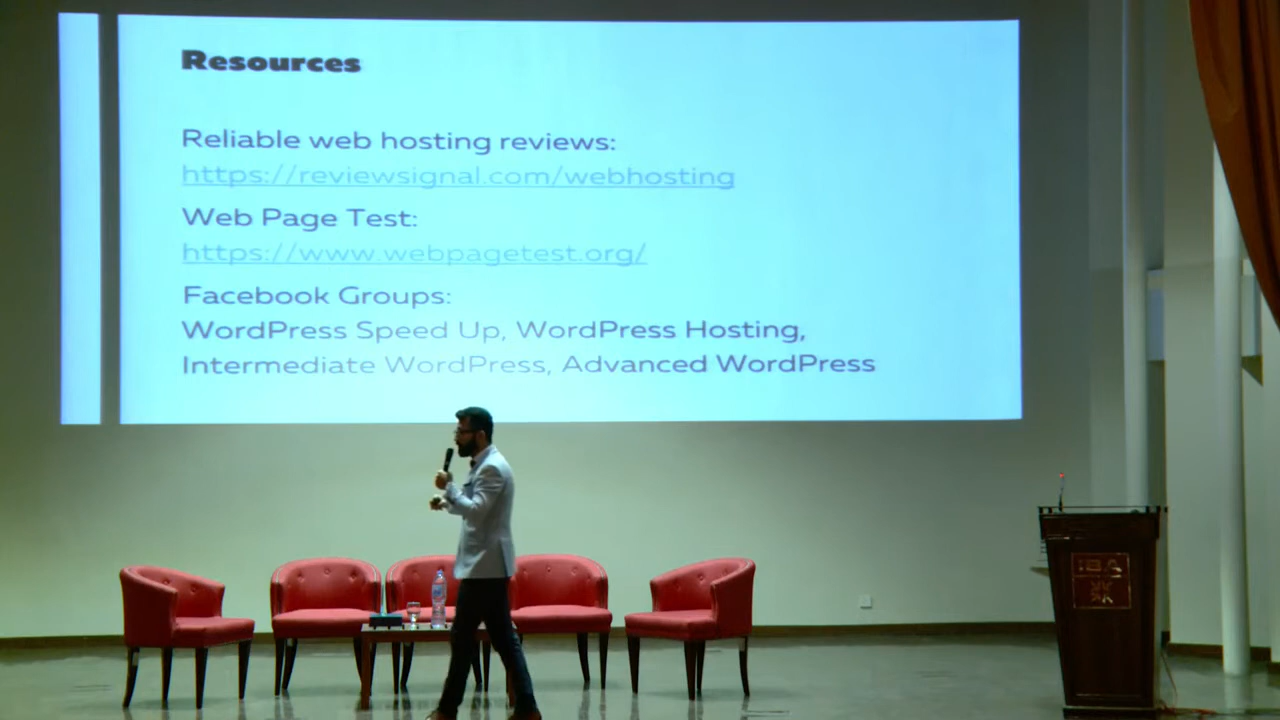 Resources
Reliable web hosting reviews:
https://reviewsignal.com/webhosting
Web Page Test:
https://www.webpagetest.org/
Facebook Groups:
WordPress Speed Up, WordPress Hosting,
Intermediate WordPress, Advanced WordPress
IBA